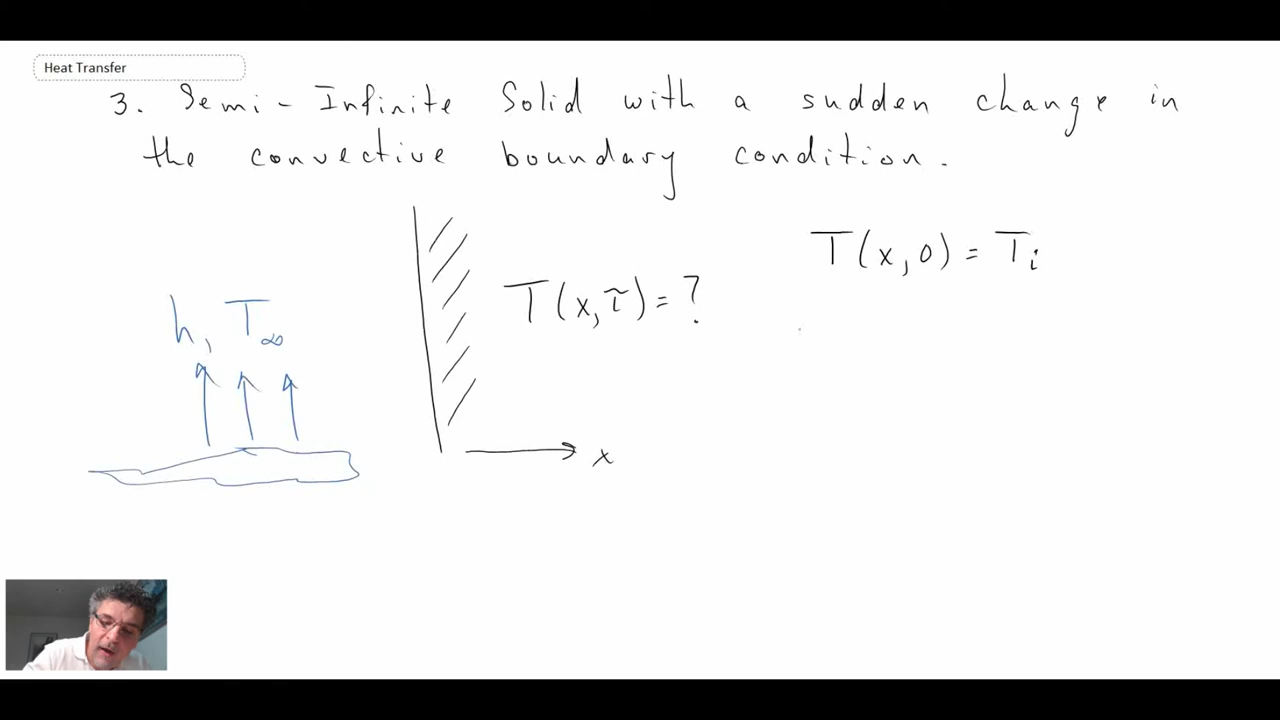 Heat Transfer
3. Semi-Infinite Solid with a sudden change in
the convective boundary condition.
T(x,0) = Ti
T(x,τ) = ?
h, T∞
x